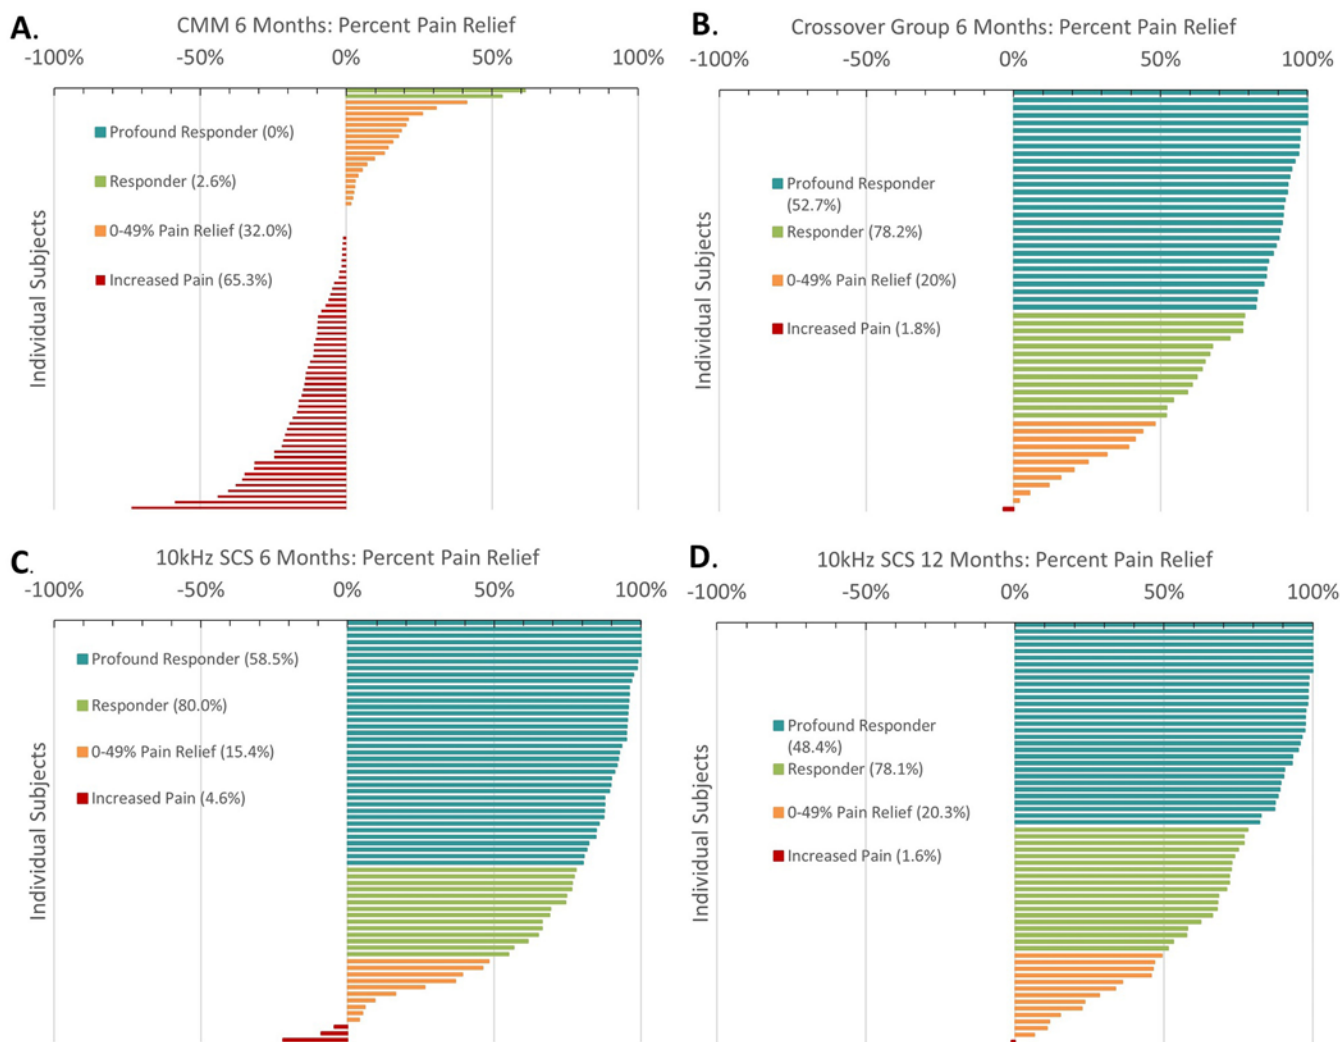 A.
CMM 6 Months: Percent Pain Relief
-100% -50% 0% 50% 100%
Profound Responder (0%)
Responder (2.6%)
0-49% Pain Relief (32.0%)
Increased Pain (65.3%)
Individual Subjects
B.
Crossover Group 6 Months: Percent Pain Relief
-100% -50% 0% 50% 100%
Profound Responder
(52.7%)
Responder (78.2%)
0-49% Pain Relief (20%)
Increased Pain (1.8%)
Individual Subjects
C.
10kHz SCS 6 Months: Percent Pain Relief
-100% -50% 0% 50% 100%
Profound Responder (58.5%)
Responder (80.0%)
0-49% Pain Relief (15.4%)
Increased Pain (4.6%)
Individual Subjects
D.
10kHz SCS 12 Months: Percent Pain Relief
-100% -50% 0% 50% 100%
Profound Responder
(48.4%)
Responder (78.1%)
0-49% Pain Relief (20.3%)
Increased Pain (1.6%)
Individual Subjects